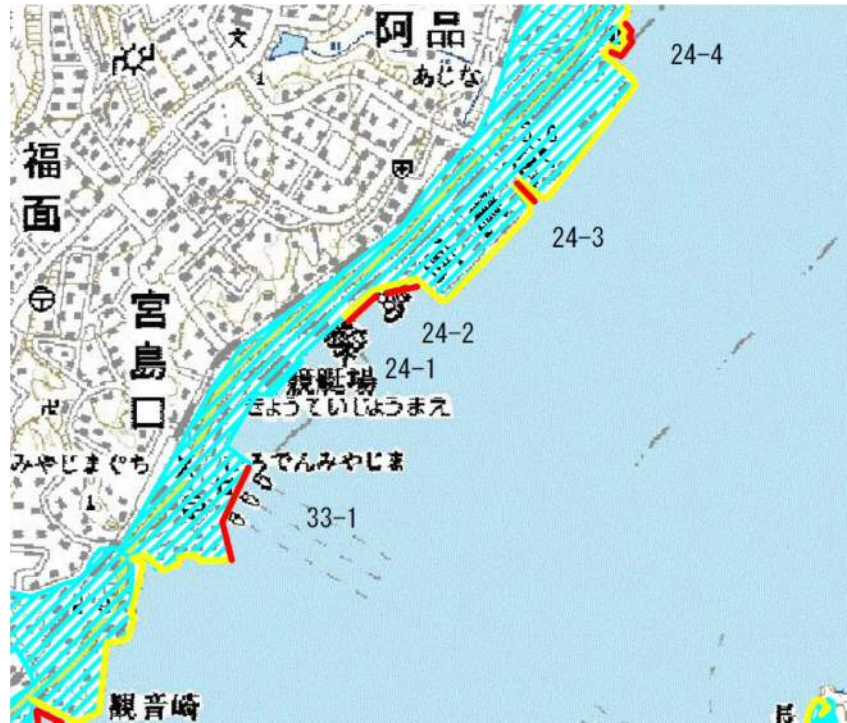 阿品
あじな
24-4
福面
24-3
宮島口
24-2
24-1
競艇場
きょうていじょうまえ
みやじまぐち
ろでんみやじま
33-1
観音崎